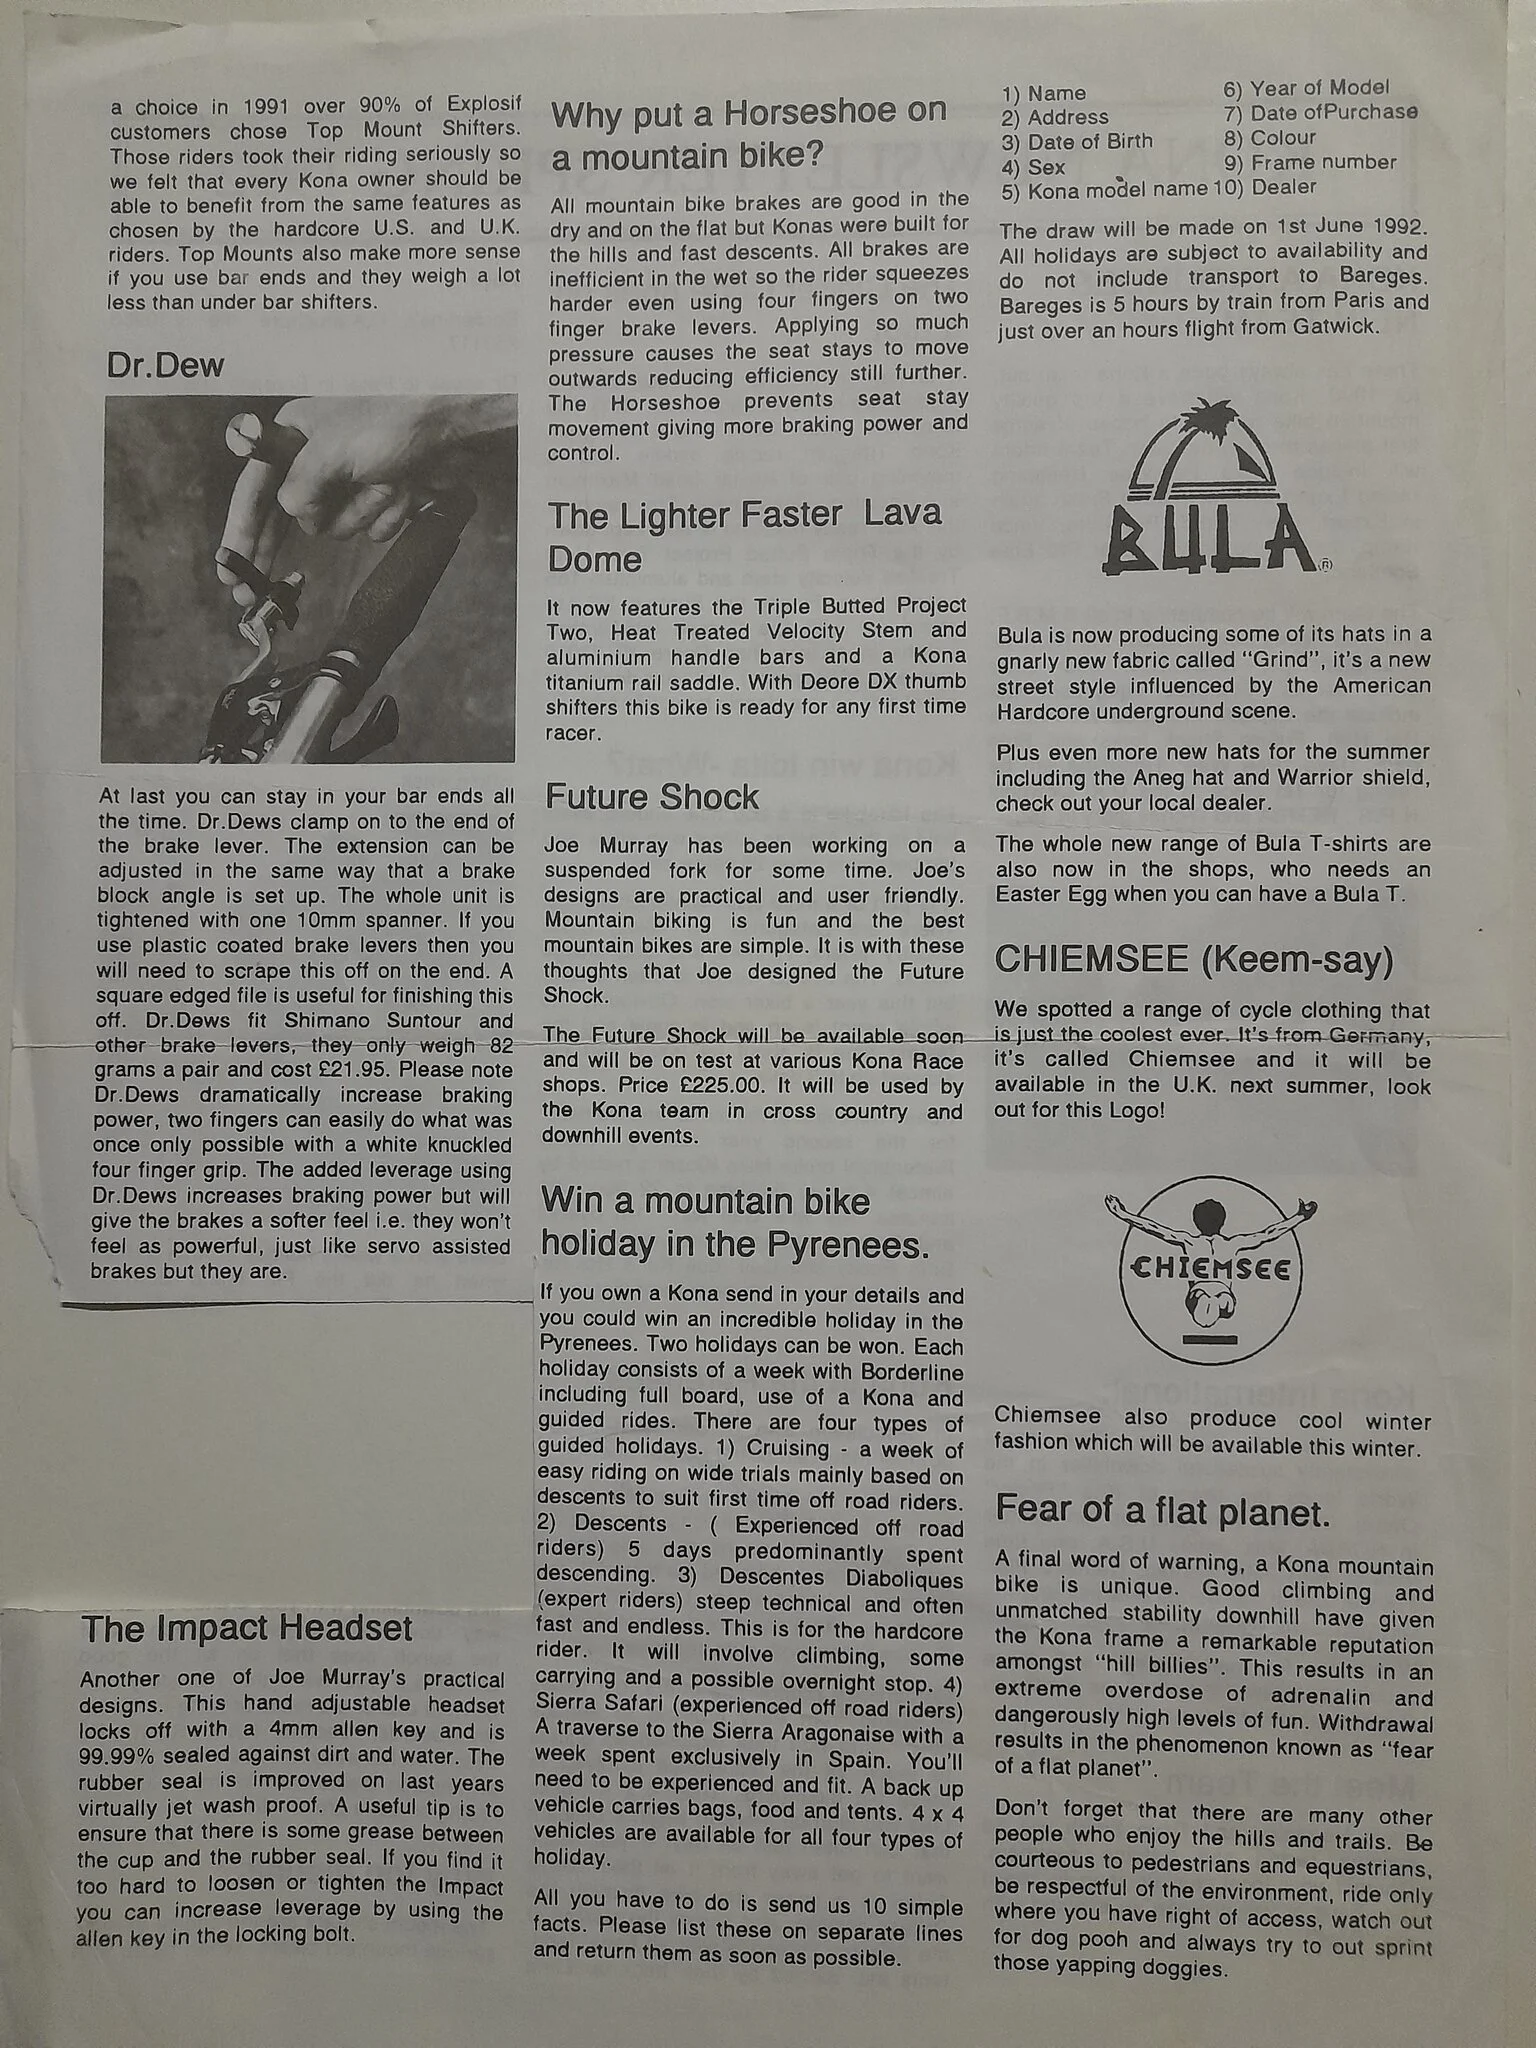 a choice in 1991 over 90% of Explosif
customers chose Top Mount Shifters.
Those riders took their riding seriously so
we felt that every Kona owner should be
able to benefit from the same features as
chosen by the hardcore U.S. and U.K.
riders. Top Mounts also make more sense
if you use bar ends and they weigh a lot
less than under bar shifters.
Dr.Dew
At last you can stay in your bar ends all
the time. Dr.Dews clamp on to the end of
the brake lever. The extension can be
adjusted in the same way that a brake
block angle is set up. The whole unit is
tightened with one 10mm spanner. If you
use plastic coated brake levers then you
will need to scrape this off on the end. A
square edged file is useful for finishing this
off. Dr.Dews fit Shimano Suntour and
other brake levers, they only weigh 82
grams a pair and cost £21.95. Please note
Dr.Dews dramatically increase braking
power, two fingers can easily do what was
once only possible with a white knuckled
four finger grip. The added leverage using
Dr.Dews increases braking power but will
give the brakes a softer feel i.e. they won't
feel as powerful, just like servo assisted
brakes but they are.
The Impact Headset
Another one of Joe Murray's practical
designs. This hand adjustable headset
locks off with a 4mm allen key and is
99.99% sealed against dirt and water. The
rubber seal is improved on last years
virtually jet wash proof. A useful tip is to
ensure that there is some grease between
the cup and the rubber seal. If you find it
too hard to loosen or tighten the Impact
you can increase leverage by using the
allen key in the locking bolt.
Why put a Horseshoe on
a mountain bike?
All mountain bike brakes are good in the
dry and on the flat but Konas were built for
the hills and fast descents. All brakes are
inefficient in the wet so the rider squeezes
harder even using four fingers on two
finger brake levers. Applying so much
pressure causes the seat stays to move
outwards reducing efficiency still further.
The Horseshoe prevents seat stay
movement giving more braking power and
control.
The Lighter Faster Lava
Dome
It now features the Triple Butted Project
Two, Heat Treated Velocity Stem and
aluminium handle bars and a Kona
titanium rail saddle. With Deore DX thumb
shifters this bike is ready for any first time
racer.
Future Shock
Joe Murray has been working on a
suspended fork for some time. Joe's
designs are practical and user friendly.
Mountain biking is fun and the best
mountain bikes are simple. It is with these
thoughts that Joe designed the Future
Shock.
The Future Shock will be available soon
and will be on test at various Kona Race
shops. Price £225.00. It will be used by
the Kona team in cross country and
downhill events.
Win a mountain bike
holiday in the Pyrenees.
If you own a Kona send in your details and
you could win an incredible holiday in the
Pyrenees. Two holidays can be won. Each
holiday consists of a week with Borderline
including full board, use of a Kona and
guided rides. There are four types of
guided holidays. 1) Cruising - a week of
easy riding on wide trials mainly based on
descents to suit first time off road riders.
2) Descents - ( Experienced off road
riders) 5 days predominantly spent
descending. 3) Descentes Diaboliques
(expert riders) steep technical and often
fast and endless. This is for the hardcore
rider. It will involve climbing, some
carrying and a possible overnight stop. 4)
Sierra Safari (experienced off road riders)
A traverse to the Sierra Aragonaise with a
week spent exclusively in Spain. You'll
need to be experienced and fit. A back up
vehicle carries bags, food and tents. 4 x 4
vehicles are available for all four types of
holiday.
All you have to do is send us 10 simple
facts. Please list these on separate lines
and return them as soon as possible.
1) Name 6) Year of Model
2) Address 7) Date ofPurchase
3) Date of Birth 8) Colour
4) Sex 9) Frame number
5) Kona model name 10) Dealer
The draw will be made on 1st June 1992.
All holidays are subject to availability and
do not include transport to Bareges.
Bareges is 5 hours by train from Paris and
just over an hours flight from Gatwick.
BULA ®
Bula is now producing some of its hats in a
gnarly new fabric called "Grind", it's a new
street style influenced by the American
Hardcore underground scene.
Plus even more new hats for the summer
including the Aneg hat and Warrior shield,
check out your local dealer.
The whole new range of Bula T-shirts are
also now in the shops, who needs an
Easter Egg when you can have a Bula T.
CHIEMSEE (Keem-say)
We spotted a range of cycle clothing that
is just the coolest ever. It's from Germany,
it's called Chiemsee and it will be
available in the U.K. next summer, look
out for this Logo!
CHIEMSEE
Chiemsee also produce cool winter
fashion which will be available this winter.
Fear of a flat planet.
A final word of warning, a Kona mountain
bike is unique. Good climbing and
unmatched stability downhill have given
the Kona frame a remarkable reputation
amongst "hill billies". This results in an
extreme overdose of adrenalin and
dangerously high levels of fun. Withdrawal
results in the phenomenon known as "fear
of a flat planet".
Don't forget that there are many other
people who enjoy the hills and trails. Be
courteous to pedestrians and equestrians,
be respectful of the environment, ride only
where you have right of access, watch out
for dog pooh and always try to out sprint
those yapping doggies.